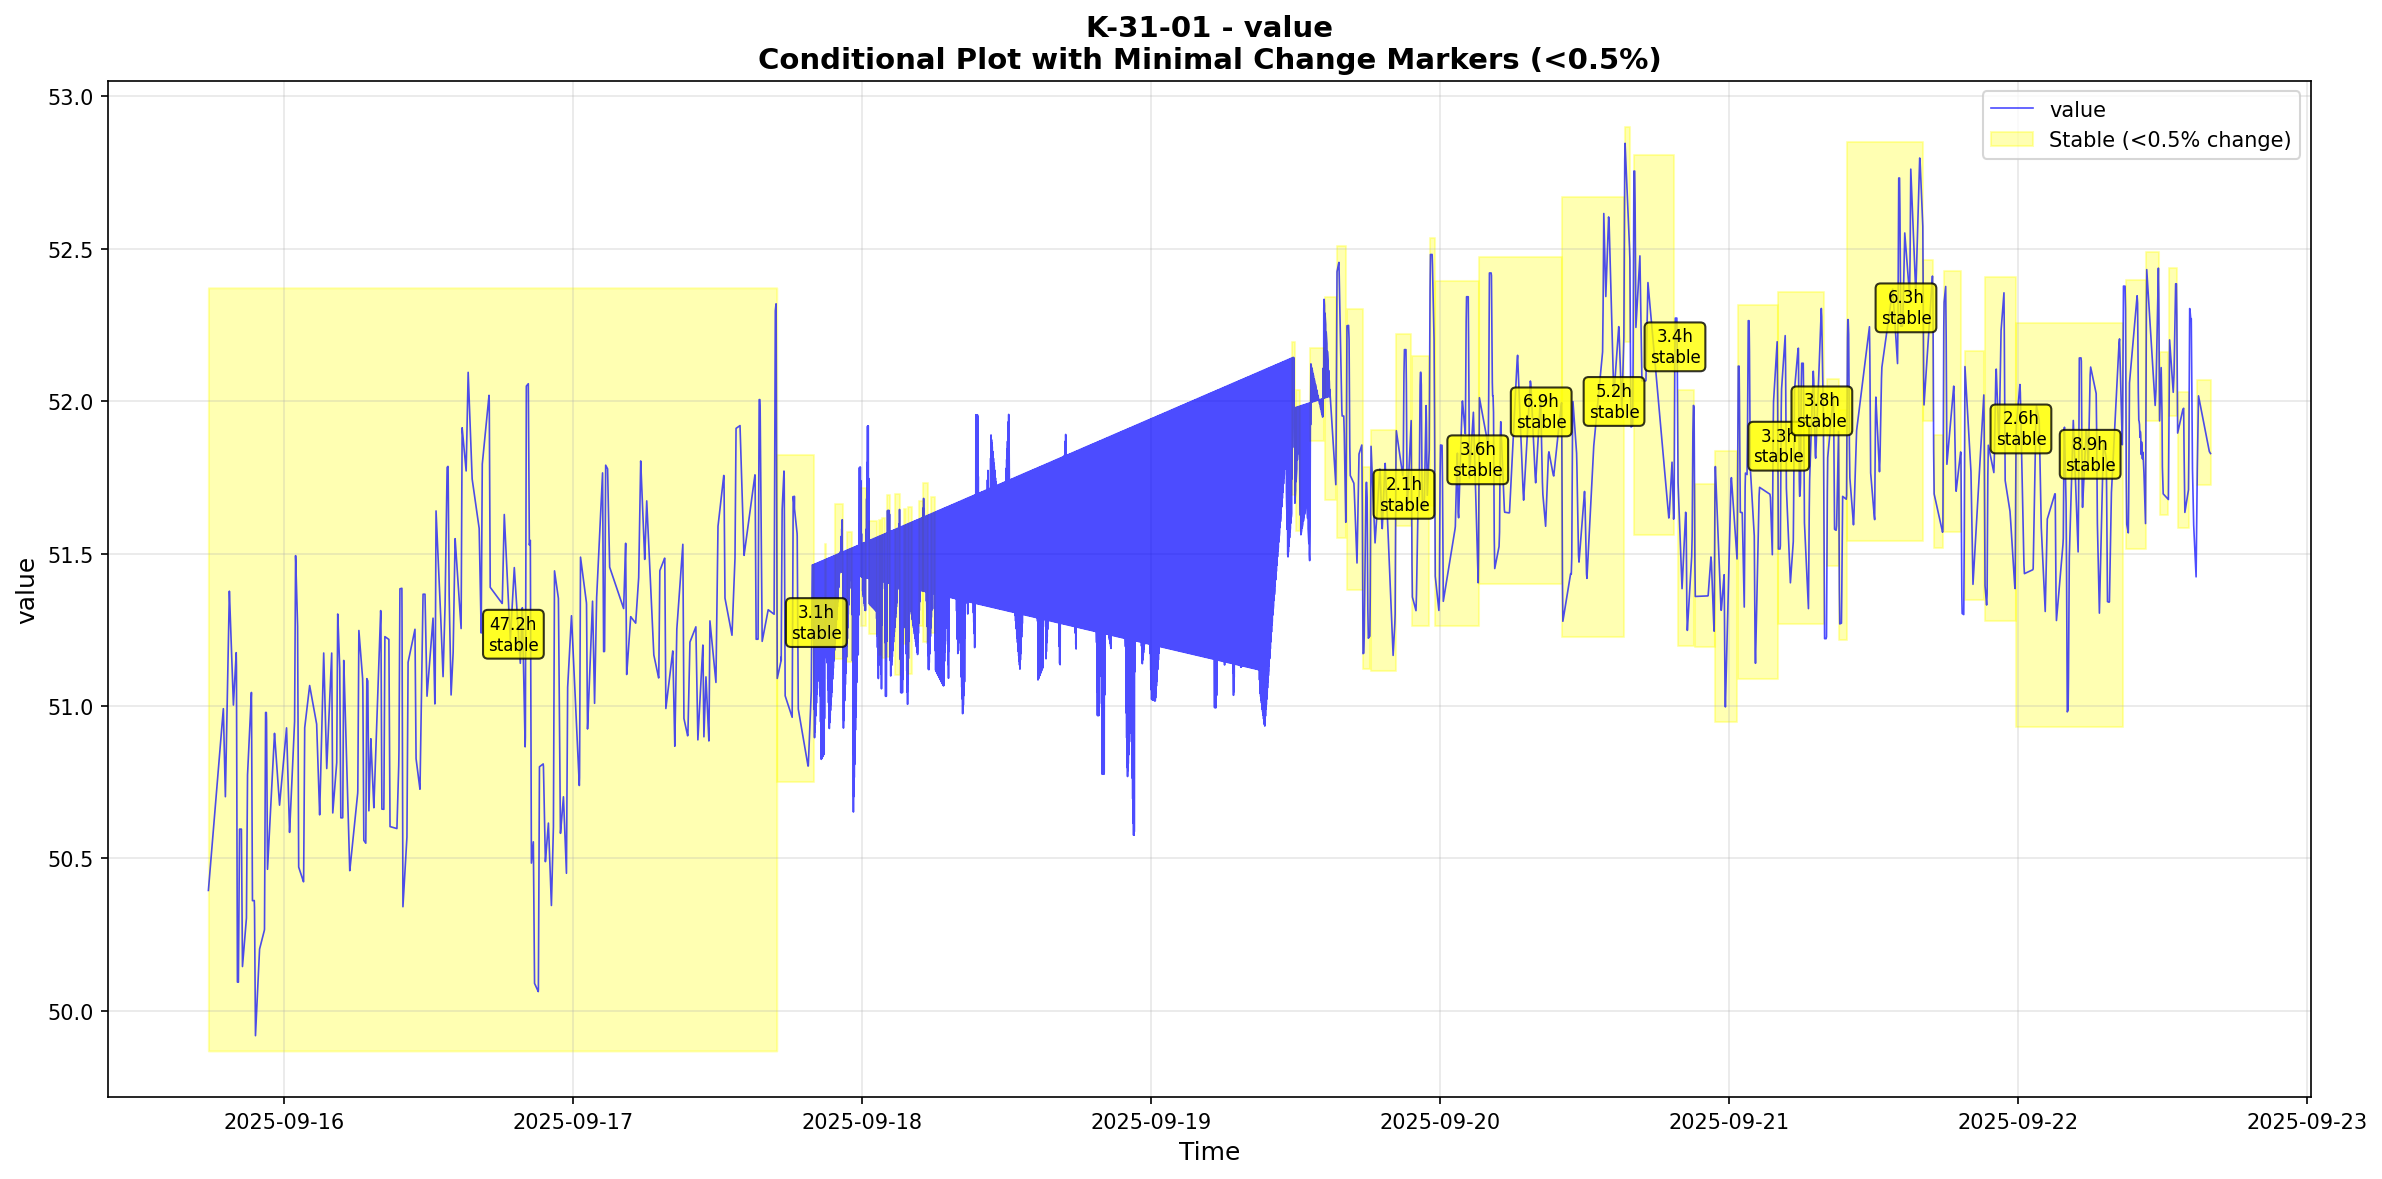 K-31-01 - value
Conditional Plot with Minimal Change Markers (<0.5%)
value
Stable (<0.5% change)
53.0
52.5
52.0
51.5
51.0
50.5
50.0
value
47.2h
stable
3.1h
stable
2.1h
stable
3.6h
stable
6.9h
stable
5.2h
stable
3.4h
stable
3.3h
stable
3.8h
stable
6.3h
stable
2.6h
stable
8.9h
stable
2025-09-16
2025-09-17
2025-09-18
2025-09-19
2025-09-20
2025-09-21
2025-09-22
2025-09-23
Time